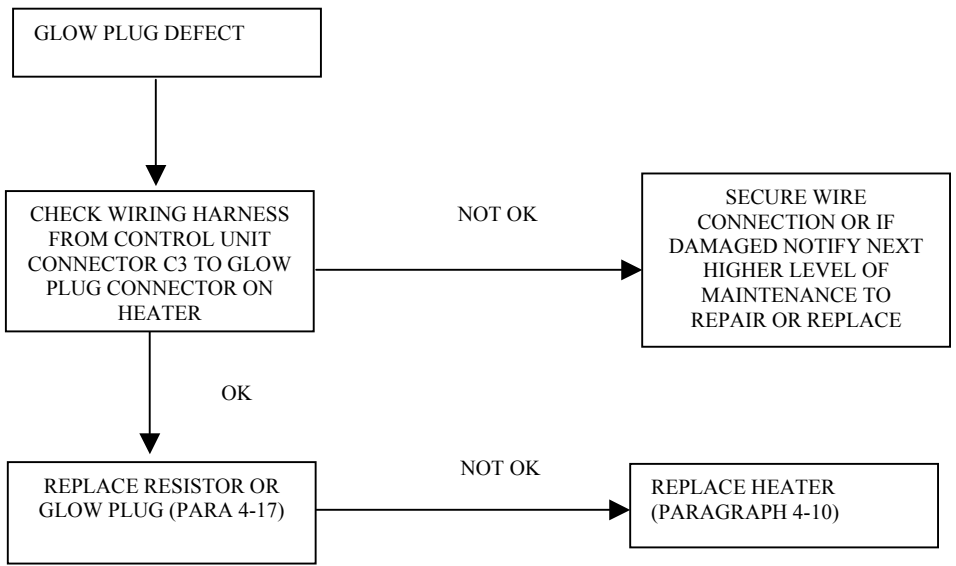 GLOW PLUG DEFECT
CHECK WIRING HARNESS
FROM CONTROL UNIT
CONNECTOR C3 TO GLOW
PLUG CONNECTOR ON
HEATER
NOT OK
SECURE WIRE
CONNECTION OR IF
DAMAGED NOTIFY NEXT
HIGHER LEVEL OF
MAINTENANCE TO
REPAIR OR REPLACE
OK
REPLACE RESISTOR OR
GLOW PLUG (PARA 4-17)
NOT OK
REPLACE HEATER
(PARAGRAPH 4-10)